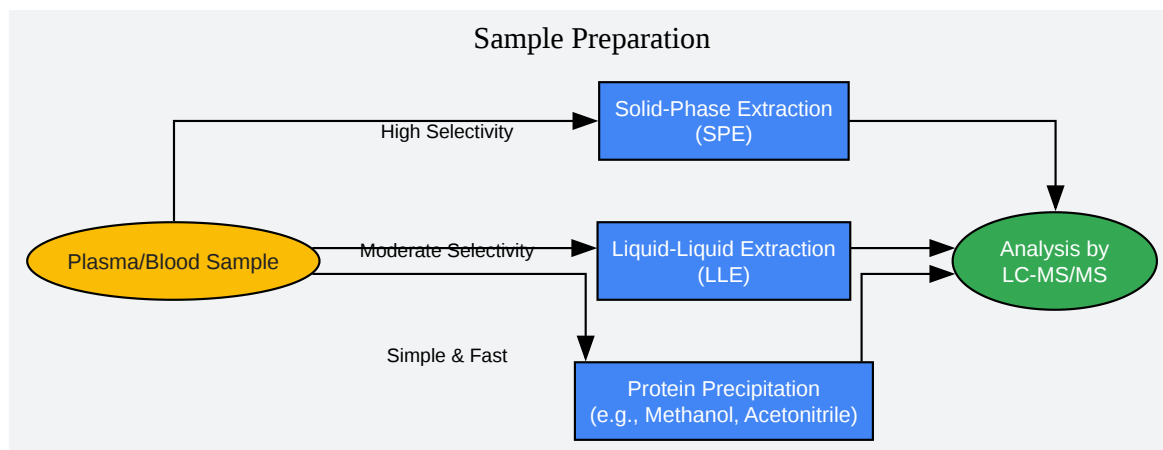 Sample Preparation
Solid-Phase Extraction
(SPE)
High Selectivity
Plasma/Blood Sample
Moderate Selectivity
Liquid-Liquid Extraction
(LLE)
Analysis by
LC-MS/MS
Simple & Fast
Protein Precipitation
(e.g., Methanol, Acetonitrile)